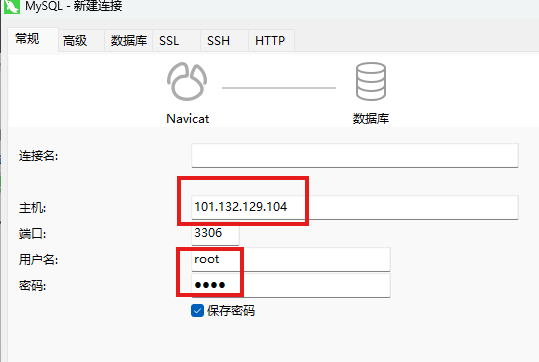 MySQL - 新建连接
常规 高级 数据库 SSL SSH HTTP
Navicat 数据库
连接名:
主机: 101.132.129.104
端口: 3306
用户名: root
密码: ●●●●
保存密码